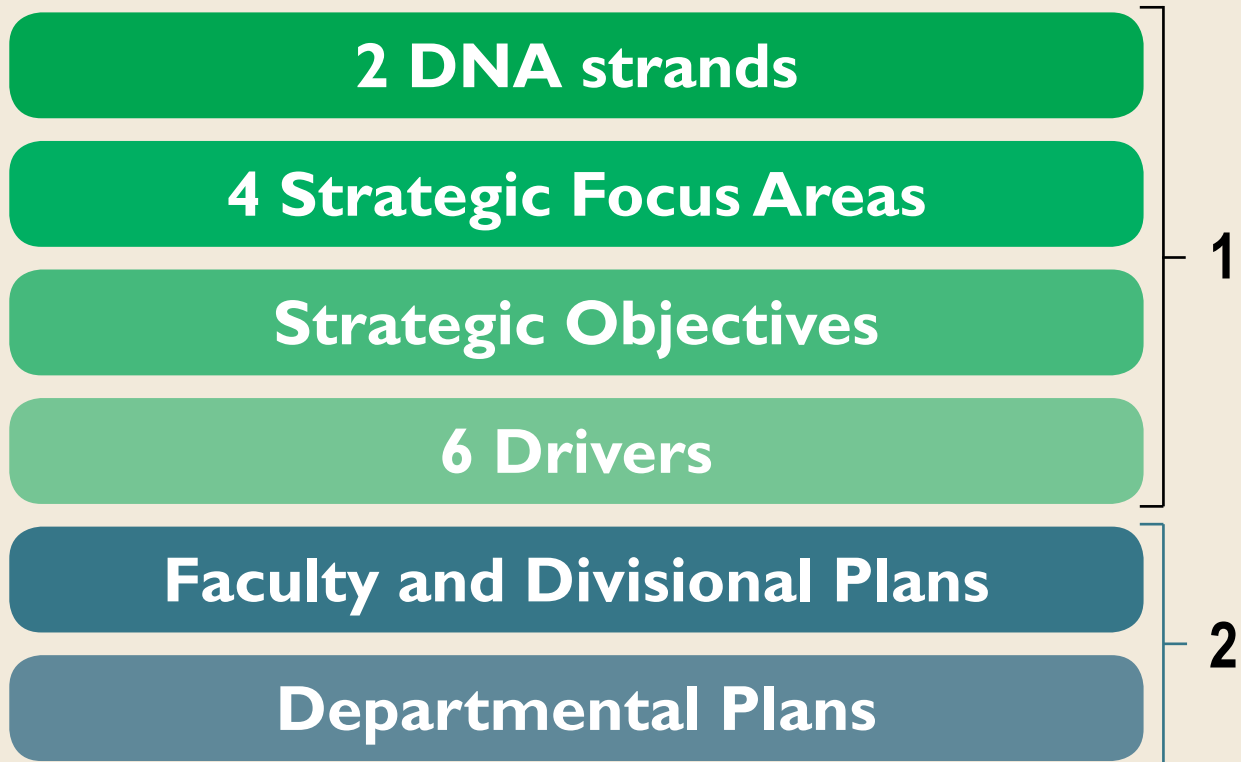 2 DNA strands
4 Strategic Focus Areas
Strategic Objectives
6 Drivers
1
Faculty and Divisional Plans
Departmental Plans
2